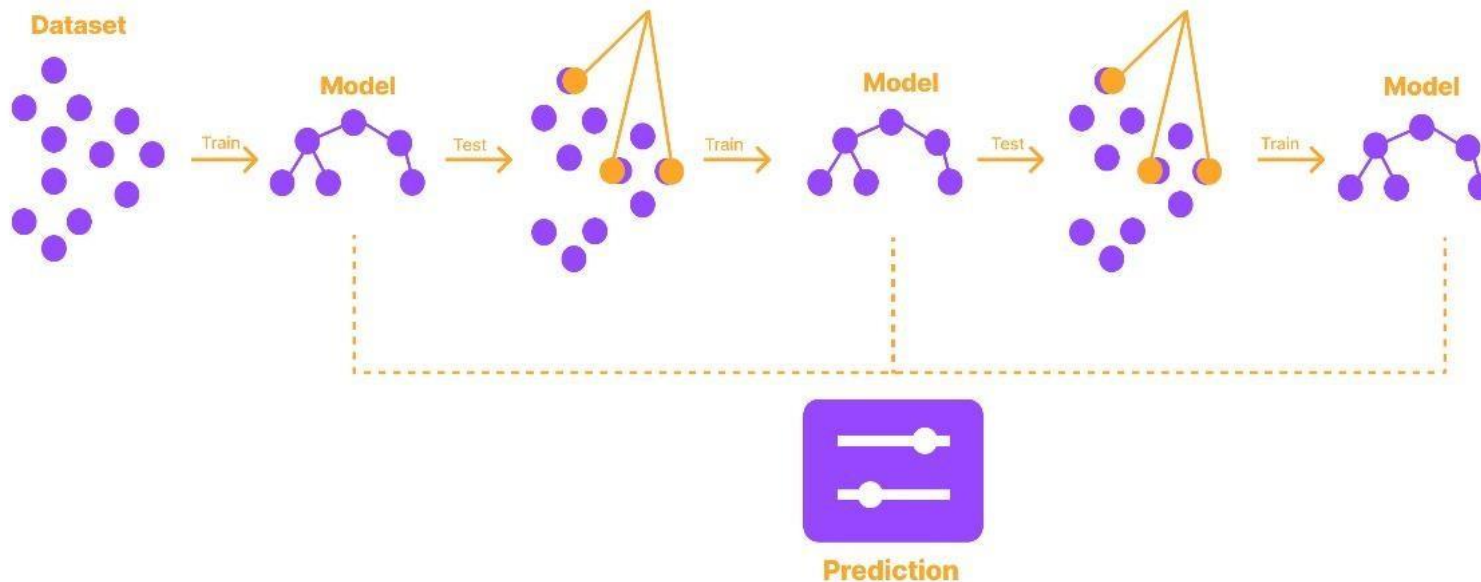 Dataset
Model
Model
Model
Train
Test
Train
Test
Train
Prediction